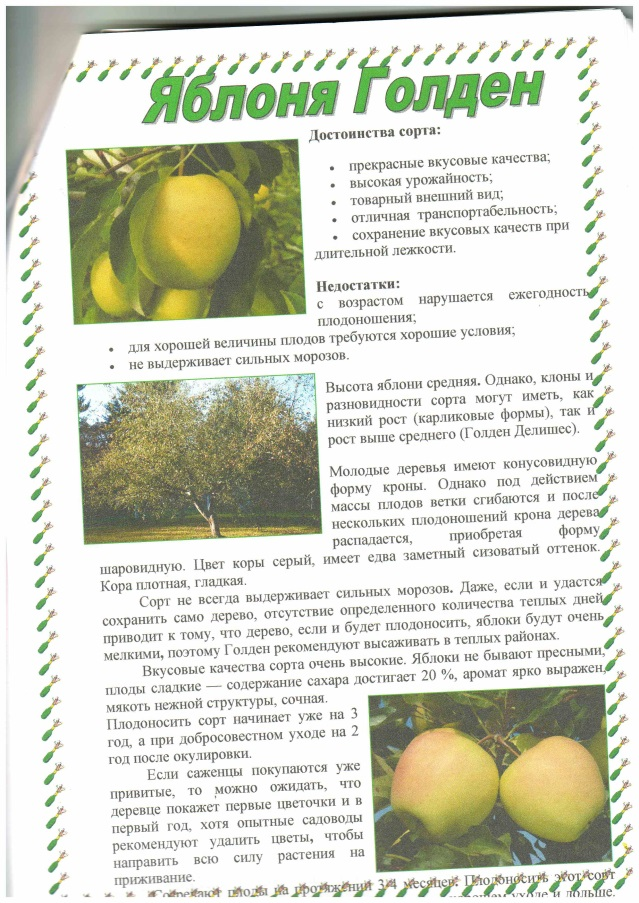 Яблоня Голден
Достоинства сорта:
• прекрасные вкусовые качества;
• высокая урожайность;
• товарный внешний вид;
• отличная транспортабельность;
• сохранение вкусовых качеств при
длительной лежкости.
Недостатки:
с возрастом нарушается ежегодность
плодоношения;
• для хорошей величины плодов требуются хорошие условия;
• не выдерживает сильных морозов.
Высота яблони средняя. Однако, клоны и
разновидности сорта могут иметь, как
низкий рост (карликовые формы), так и
рост выше среднего (Голден Делишес).
Молодые деревья имеют конусовидную
форму кроны. Однако под действием
массы плодов ветки сгибаются и после
нескольких плодоношений крона дерева
распадается, приобретая форму
шаровидную. Цвет коры серый, имеет едва заметный сизоватый оттенок.
Кора плотная, гладкая.
Сорт не всегда выдерживает сильных морозов. Даже, если и удастся
сохранить само дерево, отсутствие определенного количества теплых дней
приводит к тому, что дерево, если и будет плодоносить, яблоки будут очень
мелкими, поэтому Голден рекомендуют высаживать в теплых районах.
Вкусовые качества сорта очень высокие. Яблоки не бывают пресными,
плоды сладкие — содержание сахара достигает 20 %, аромат ярко выражен,
мякоть нежной структуры, сочная.
Плодоносить сорт начинает уже на 3
год, а при добросовестном уходе на 2
год после окулировки.
Если саженцы покупаются уже
привитые, то можно ожидать, что
деревце покажет первые цветочки и в
первый год, хотя опытные садоводы
рекомендуют удалить цветы, чтобы
направить всю силу растения на
приживание.
Созревают плоды на протяжении 3-4 месяцев. Плодоносить этот сорт
уходе и дольше.